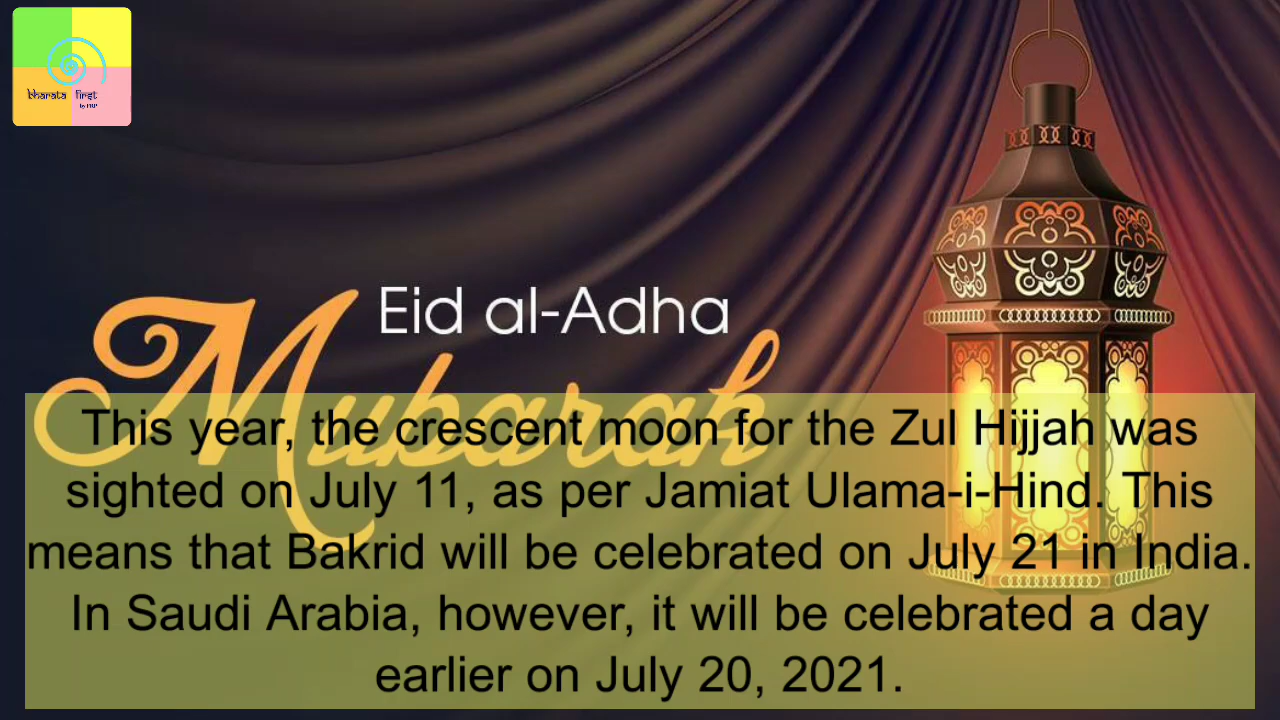 bharata first
by MVP
Eid al-Adha
Mubarak
This year, the crescent moon for the Zul Hijjah was
sighted on July 11, as per Jamiat Ulama-i-Hind. This
means that Bakrid will be celebrated on July 21 in India.
In Saudi Arabia, however, it will be celebrated a day
earlier on July 20, 2021.